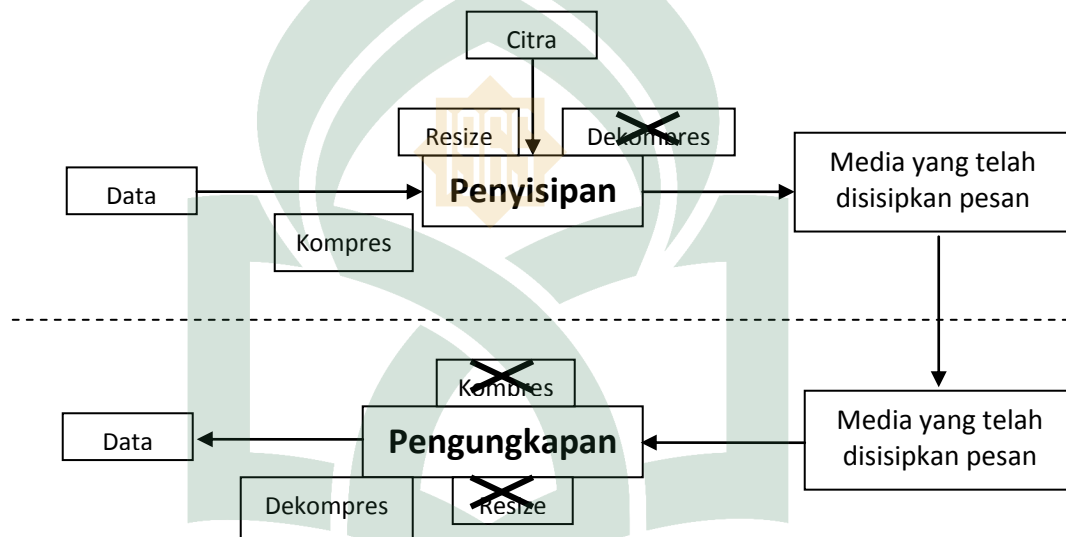 Citra
Resize
Dekompres
Data
Penyisipan
Media yang telah
disisipkan pesan
Kompres
Kompres
Data
Pengungkapan
Media yang telah
disisipkan pesan
Dekompres
Resize